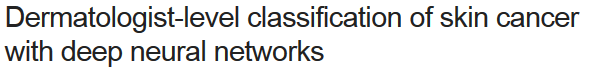 Dermatologist-level classification of skin cancer
with deep neural networks